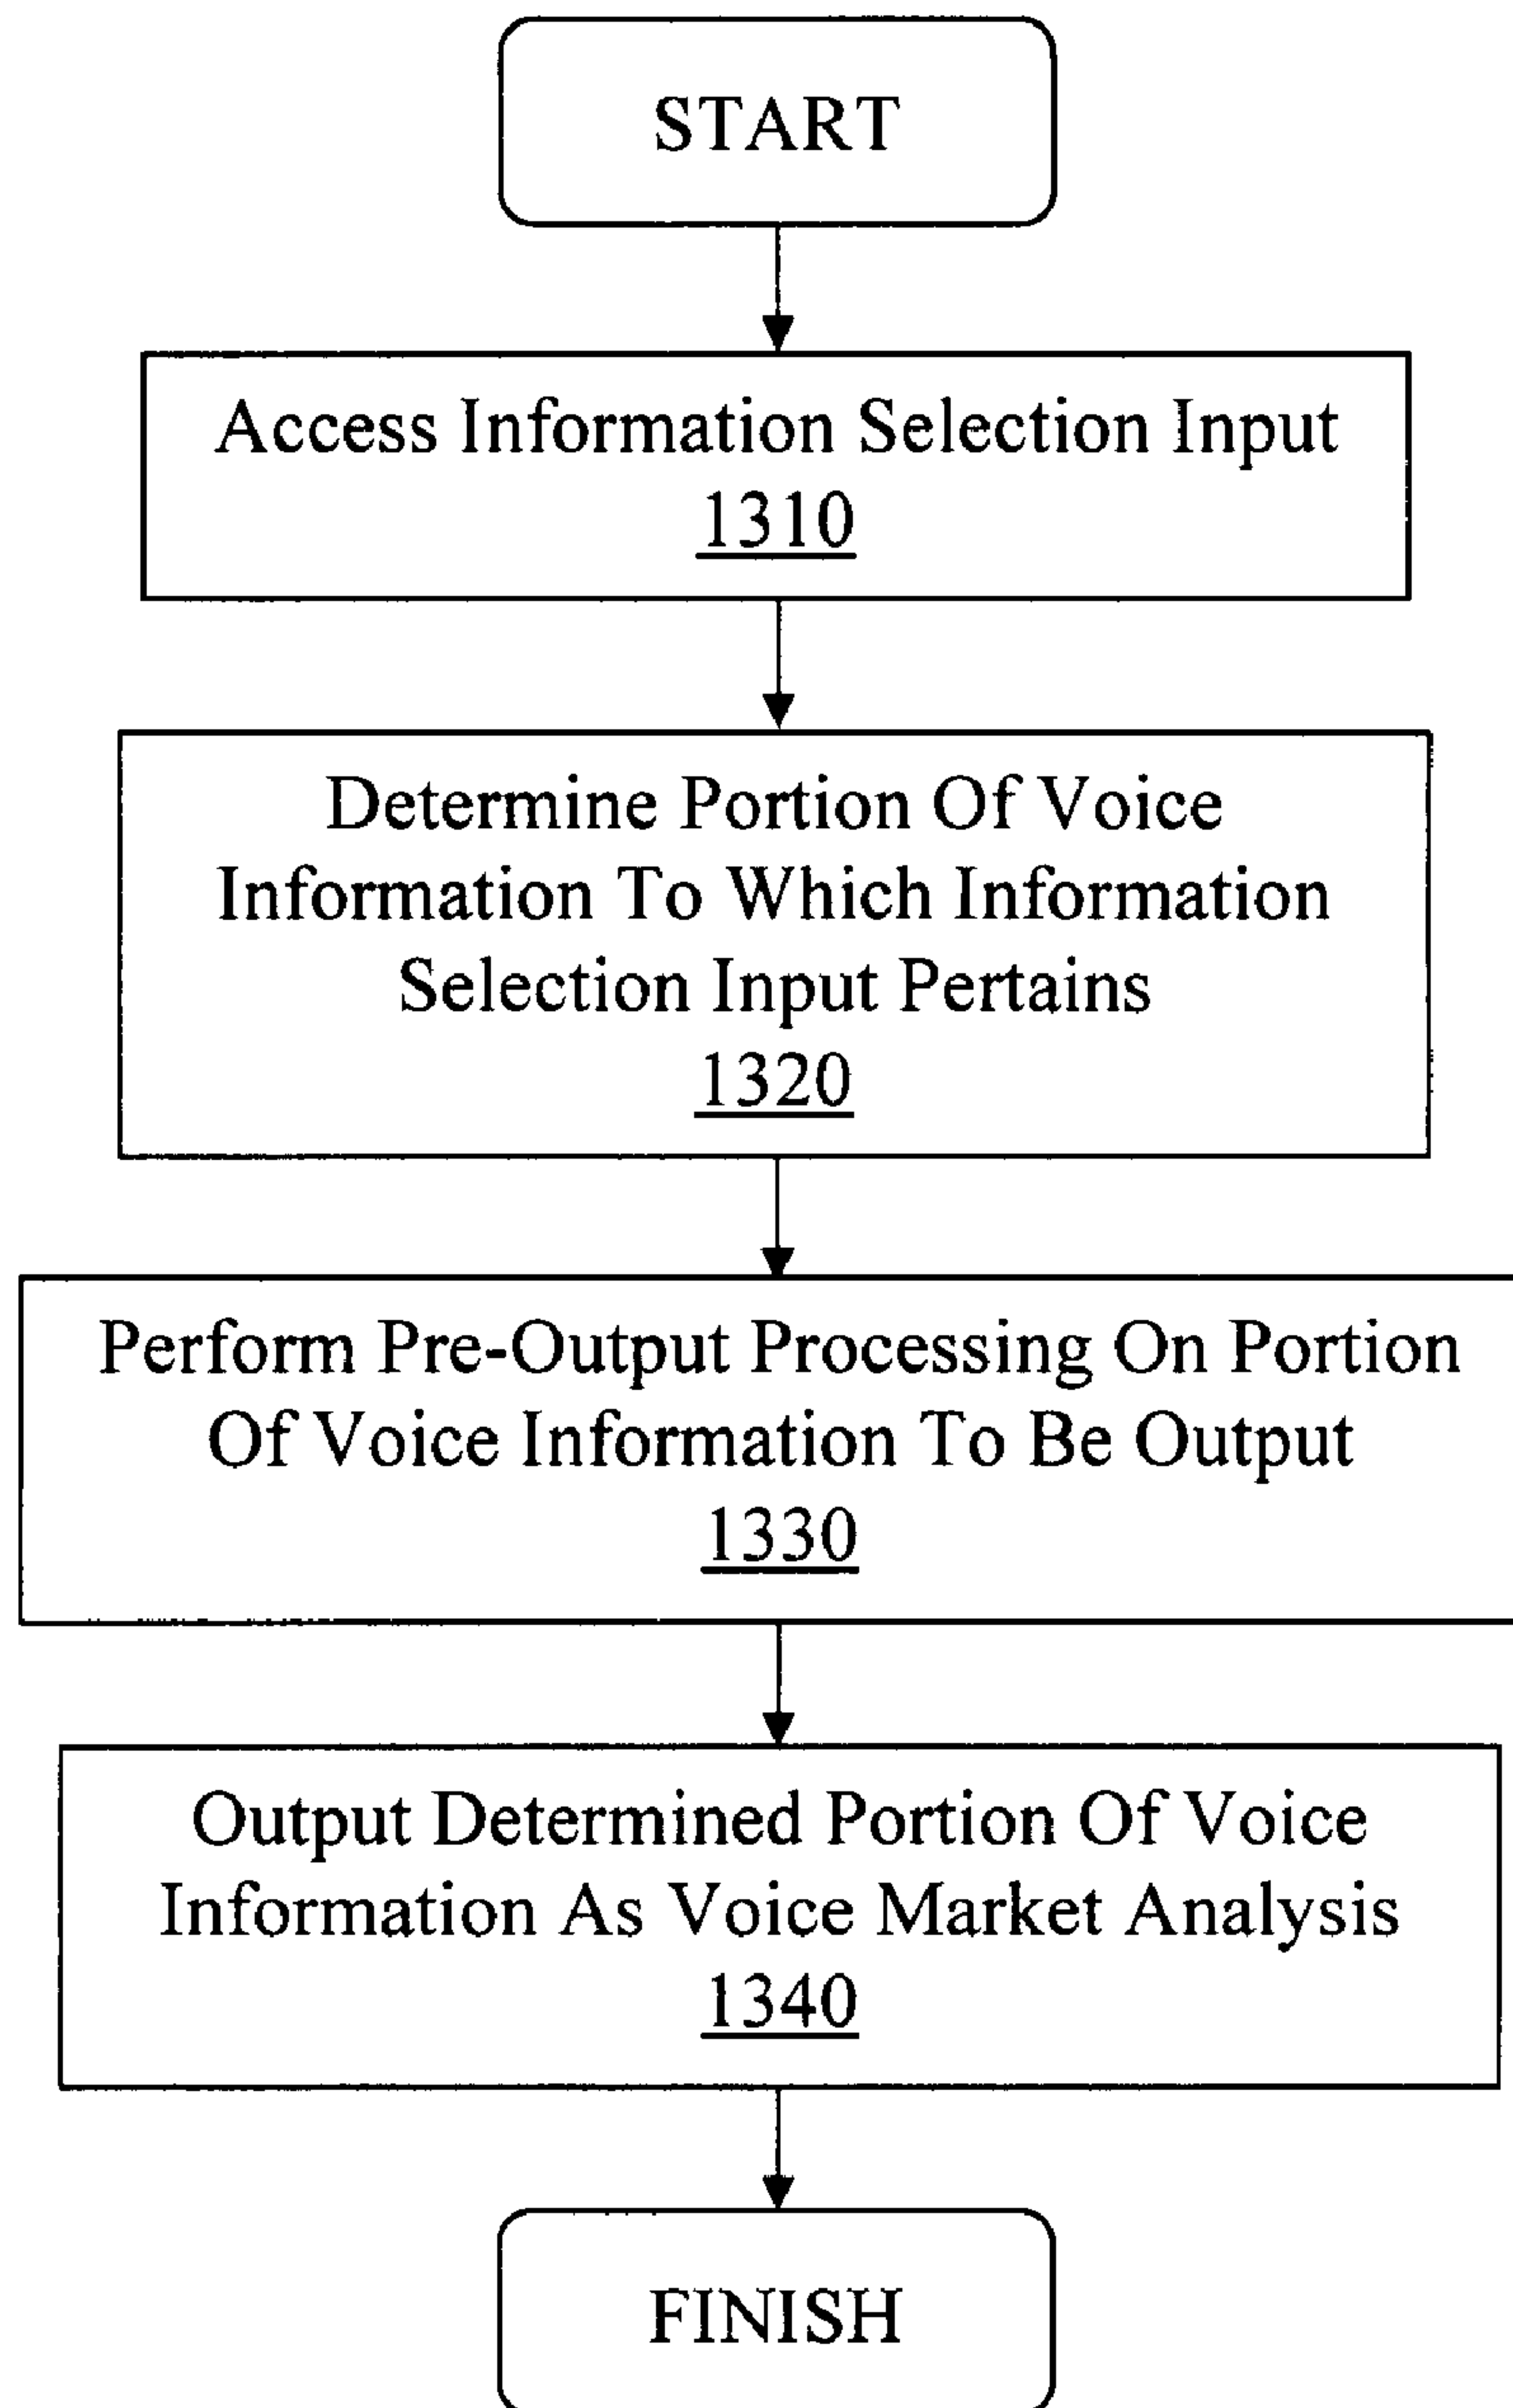 START
Access Information Selection Input
1310
Determine Portion Of Voice
Information To Which Information
Selection Input Pertains
1320
Perform Pre-Output Processing On Portion
Of Voice Information To Be Output
1330
Output Determined Portion Of Voice
Information As Voice Market Analysis
1340
FINISH